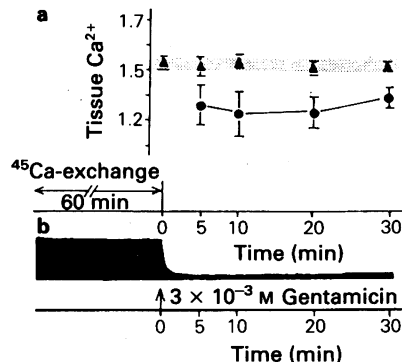 a
Tissue Ca²⁺
1.7
1.5
1.2
⁴⁵Ca-exchange
60 min
0 5 10 20 30
Time (min)
b
3 × 10⁻³ M Gentamicin
0 5 10 20 30
Time (min)